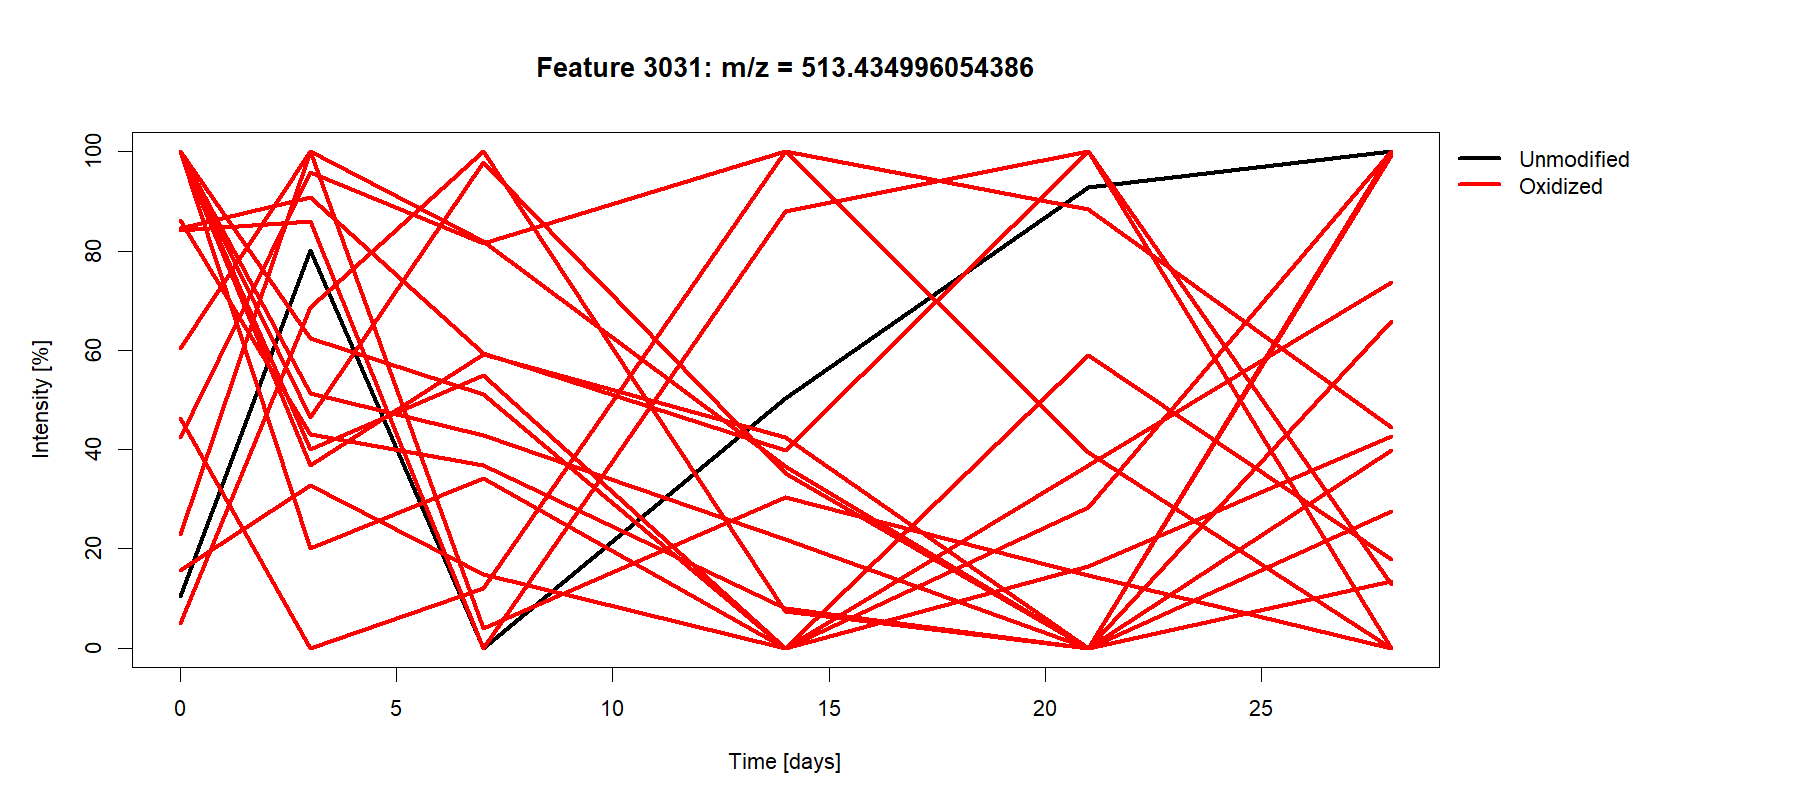 Feature 3031: m/z = 513.434996054386
Unmodified
Oxidized
Intensity [%]
100
80
60
40
20
0
0 5 10 15 20 25
Time [days]